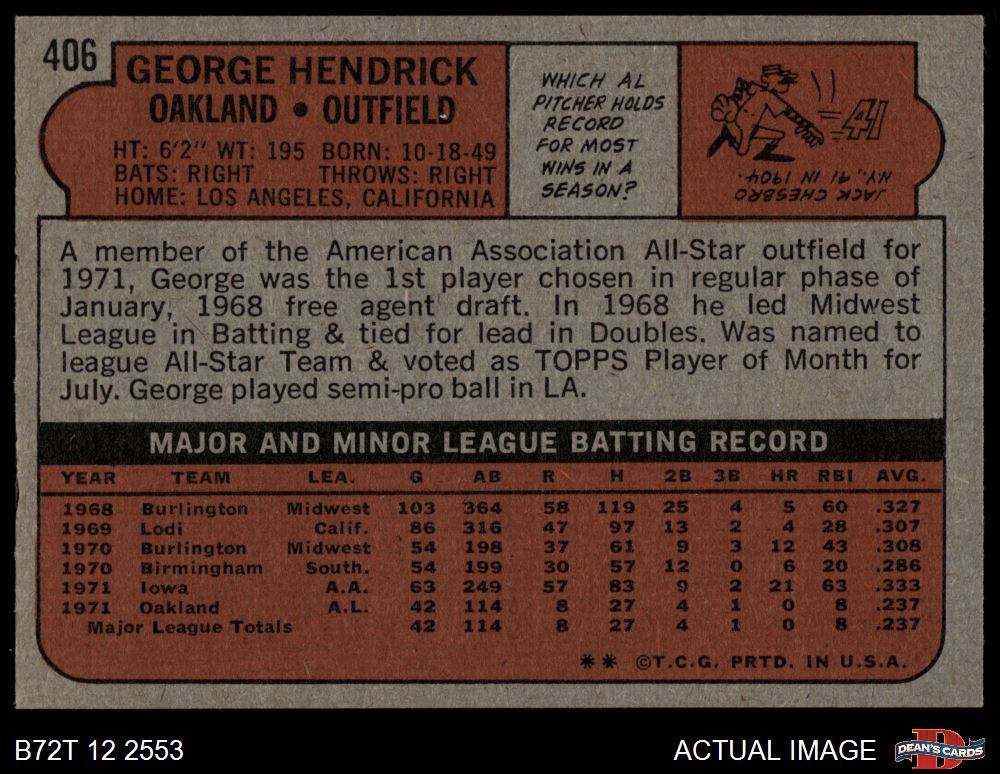 406
GEORGE HENDRICK
OAKLAND • OUTFIELD
HT: 6'2" WT: 195 BORN: 10-18-49
BATS: RIGHT THROWS: RIGHT
HOME: LOS ANGELES, CALIFORNIA
WHICH AL
PITCHER HOLDS
RECORD
FOR MOST
WINS IN A
SEASON?
41
JACK CHESBRO
NY., 41 IN 1904.
A member of the American Association All-Star outfield for
1971, George was the 1st player chosen in regular phase of
January, 1968 free agent draft. In 1968 he led Midwest
League in Batting & tied for lead in Doubles. Was named to
league All-Star Team & voted as TOPPS Player of Month for
July. George played semi-pro ball in LA.
MAJOR AND MINOR LEAGUE BATTING RECORD
YEAR TEAM LEA. G AB R H 2B 3B HR RBI AVG.
1968 Burlington Midwest 103 364 58 119 25 4 5 60 .327
1969 Lodi Calif. 86 316 47 97 13 2 4 28 .307
1970 Burlington Midwest 54 198 37 61 9 3 12 43 .308
1970 Birmingham South. 54 199 30 57 12 0 6 20 .286
1971 Iowa A.A. 63 249 57 83 9 2 21 63 .333
1971 Oakland A.L. 42 114 8 27 4 1 0 8 .237
Major League Totals 42 114 8 27 4 1 0 8 .237
** ©T.C.G. PRTD. IN U.S.A.
B72T 12 2553
ACTUAL IMAGE
D
DEAN'S CARDS